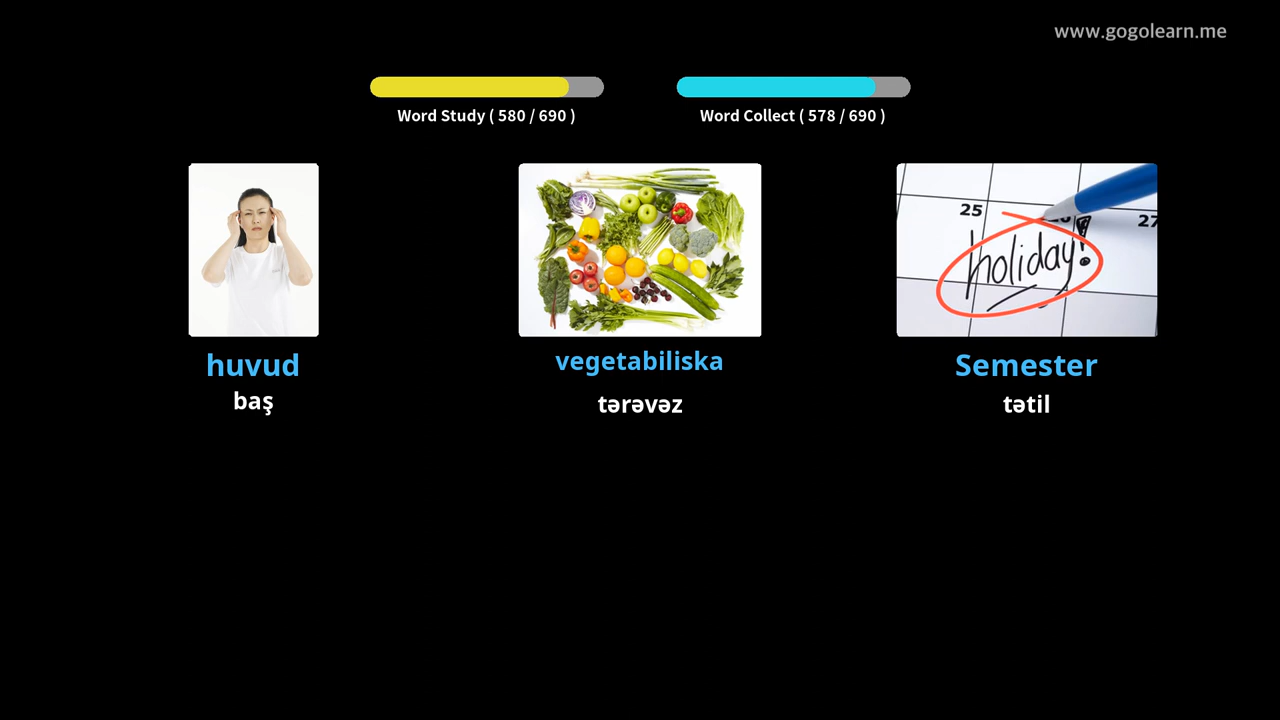 www.gogolearn.me
Word Study ( 580 / 690 )
Word Collect ( 578 / 690 )
25
27
holiday!
huvud
vegetabiliska
Semester
baş
tərəvəz
tətil